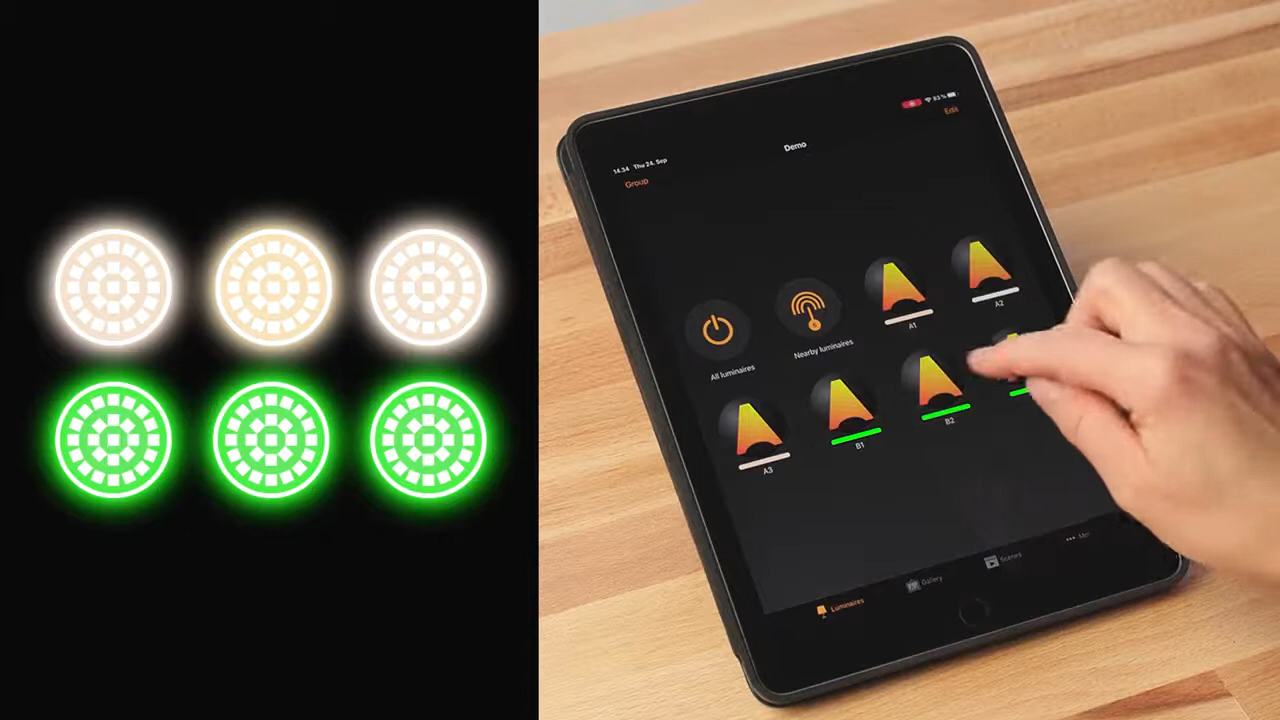 14.34 Thu 24. Sep
83 %
Group
Demo
Edit
All luminaires
Nearby luminaires
A1
A2
A3
B1
B2
Luminaires
Gallery
Scenes